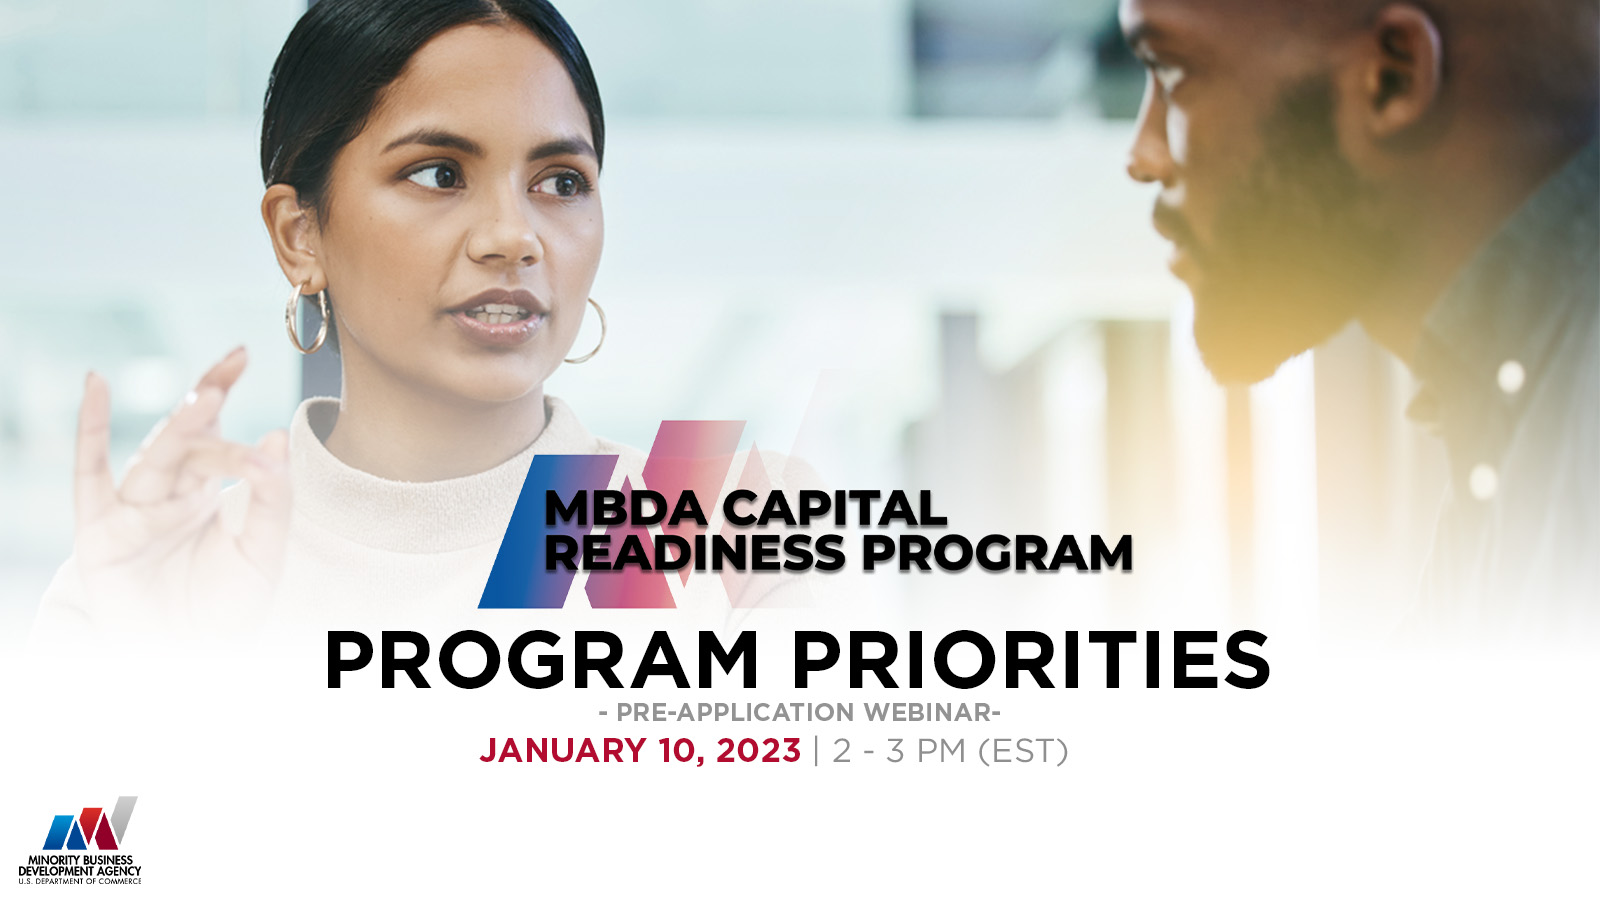 MBDA CAPITAL
READINESS PROGRAM
PROGRAM PRIORITIES
- PRE-APPLICATION WEBINAR-
JANUARY 10, 2023 | 2 - 3 PM (EST)
MINORITY BUSINESS
DEVELOPMENT AGENCY
U.S. DEPARTMENT OF COMMERCE